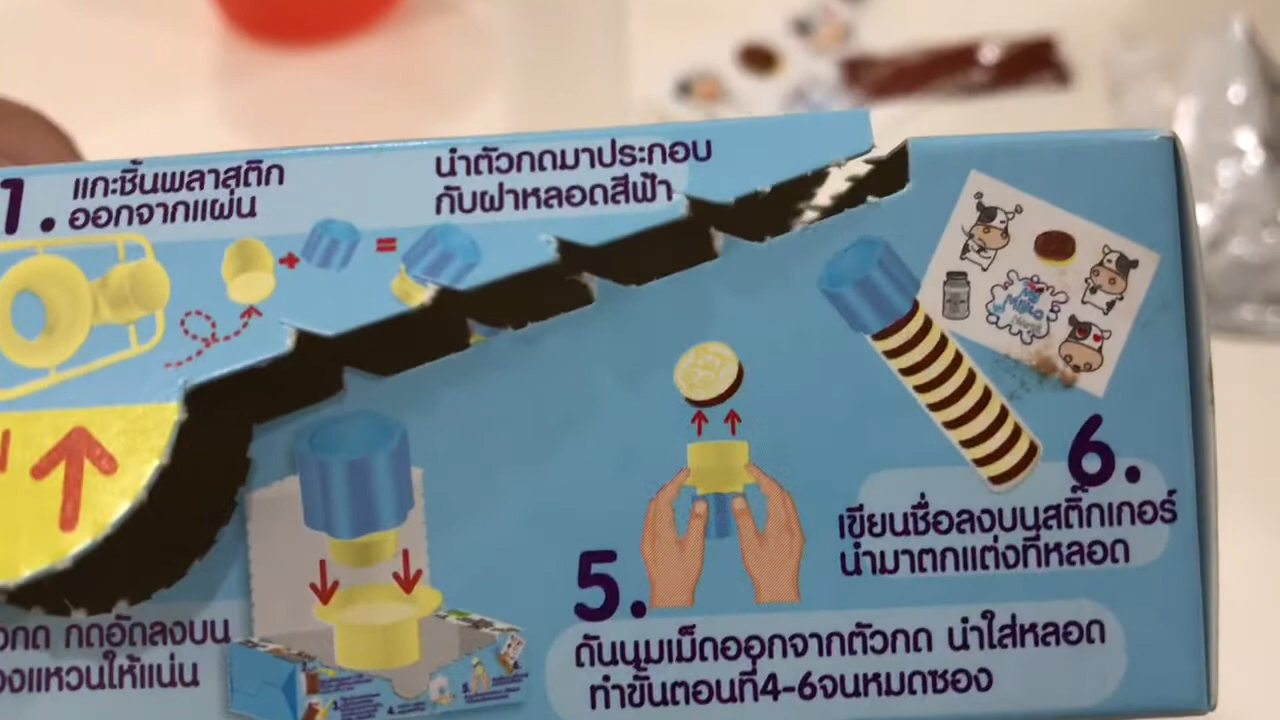 1.
แกะชิ้นพลาสติก
ออกจากแผ่น
นำตัวกดมาประกอบ
กับฝาหลอดสีฟ้า
+
=
กด กดอัดลงบน
องแหวนให้แน่น
5.
ดันนมเม็ดออกจากตัวกด นำใส่หลอด
ทำขั้นตอนที่4-6จนหมดซอง
6.
เขียนชื่อลงบนสติ๊กเกอร์
นำมาตกแต่งที่หลอด